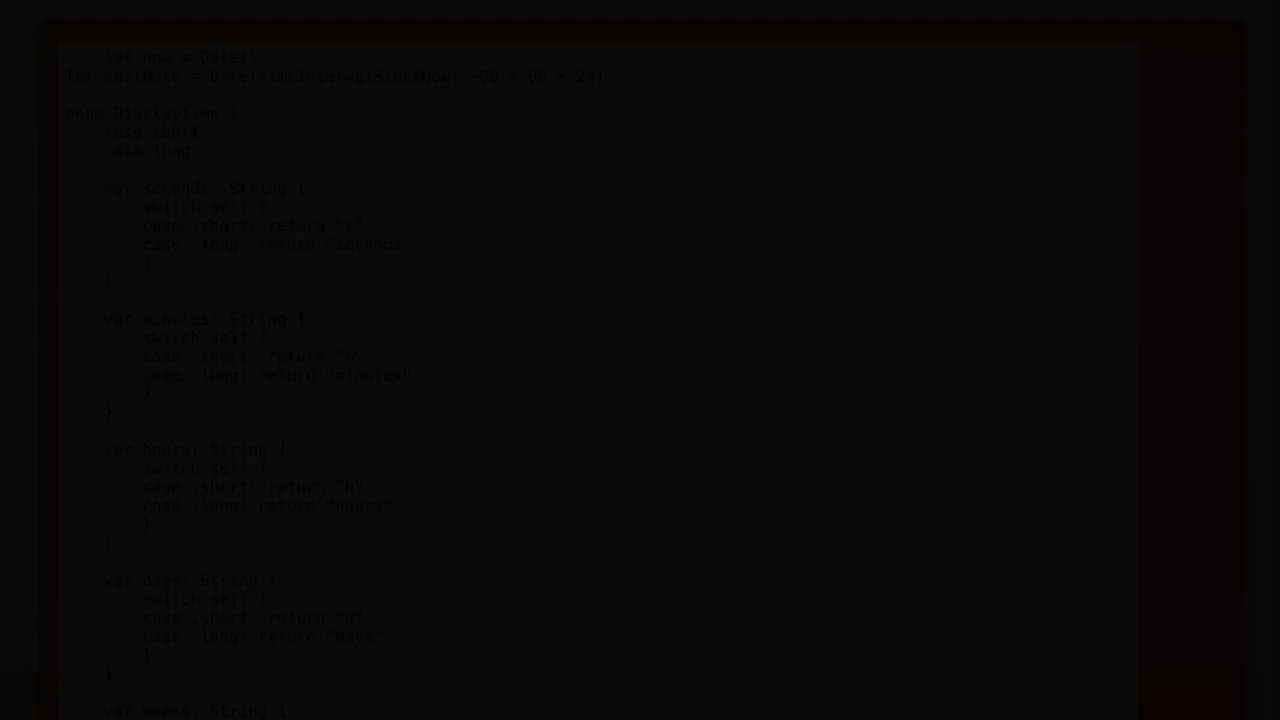 let now = Date()
let pastDate = Date(timeIntervalSinceNow: -60 * 60 * 24)
enum DisplayTime {
case short
case long
var seconds: String {
switch self {
case .short: return "s"
case .long: return "seconds"
}
}
var minutes: String {
switch self {
case .short: return "m"
case .long: return "minutes"
}
}
var hours: String {
switch self {
case .short: return "h"
case .long: return "hours"
}
}
var days: String {
switch self {
case .short: return "d"
case .long: return "days"
}
}
var weeks: String {